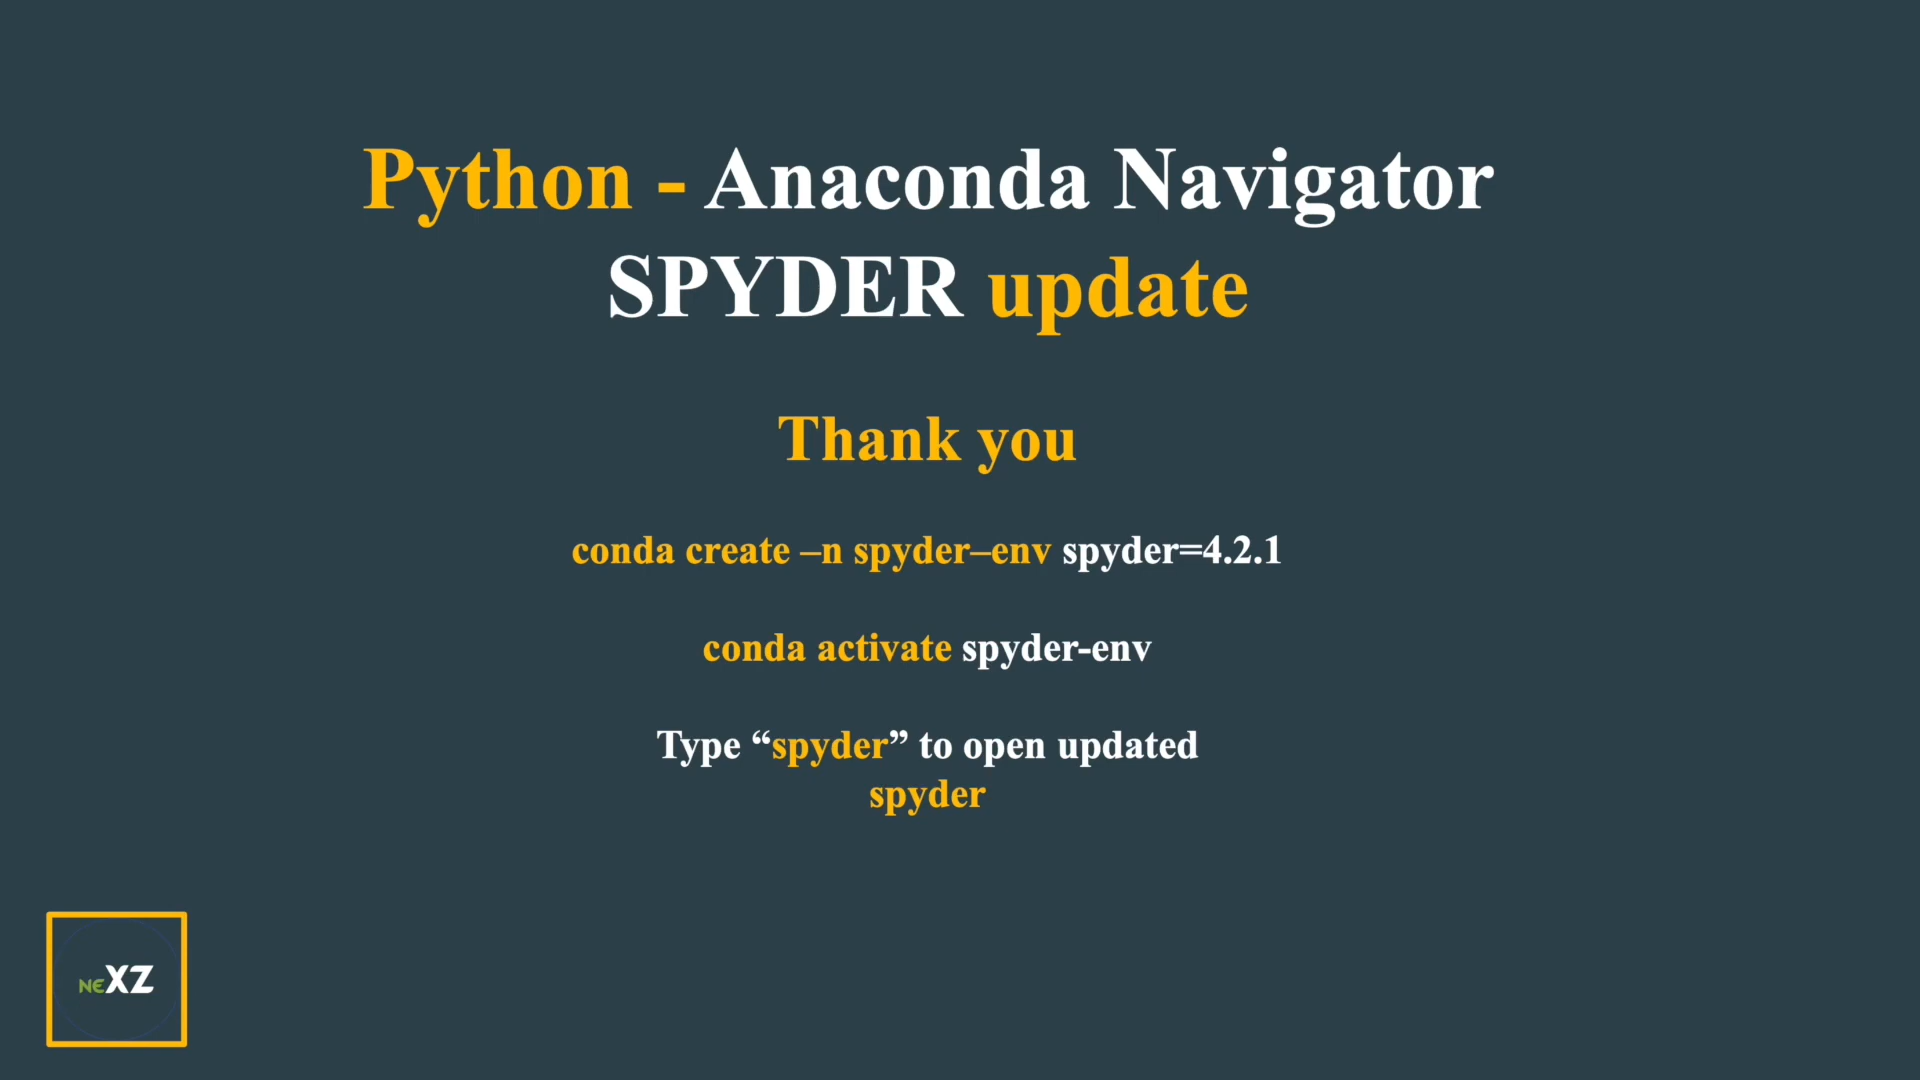 Python - Anaconda Navigator
SPYDER update
Thank you
conda create –n spyder–env spyder=4.2.1
conda activate spyder-env
Type “spyder” to open updated
spyder
NEXZ